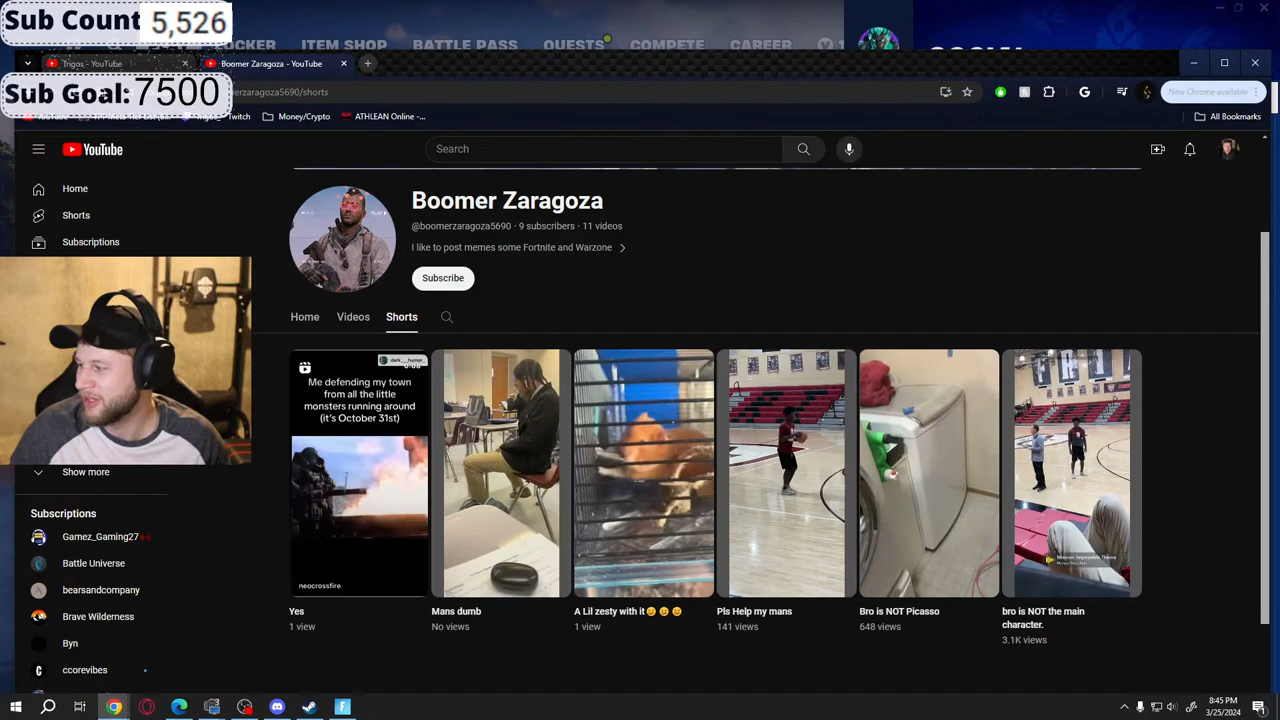 Sub Count
5,526
LOCKER
ITEM SHOP
BATTLE
QUESTS
COMPETE
Trigos - YouTube
Boomer Zaragoza - YouTube
Sub Goal: 7500
erzaragoza5690/shorts
New Chrome available
Twitch
Money/Crypto
ATHLEAN Online -...
All Bookmarks
YouTube
Search
Home
Shorts
Subscriptions
Boomer Zaragoza
@boomerzaragoza5690 · 9 subscribers · 11 videos
I like to post memes some Fortnite and Warzone
Subscribe
Home
Videos
Shorts
Me defending my town
from all the little
monsters running around
(it's October 31st)
neocrossfire
Yes
1 view
Mans dumb
No views
A Lil zesty with it😊😊😊
1 view
Pls Help my mans
141 views
Bro is NOT Picasso
648 views
Mission: Impossible Theme
bro is NOT the main
character.
3.1K views
Show more
Subscriptions
Gamez_Gaming27
Battle Universe
bearsandcompany
Brave Wilderness
Byn
ccorevibes
8:45 PM
3/25/2024